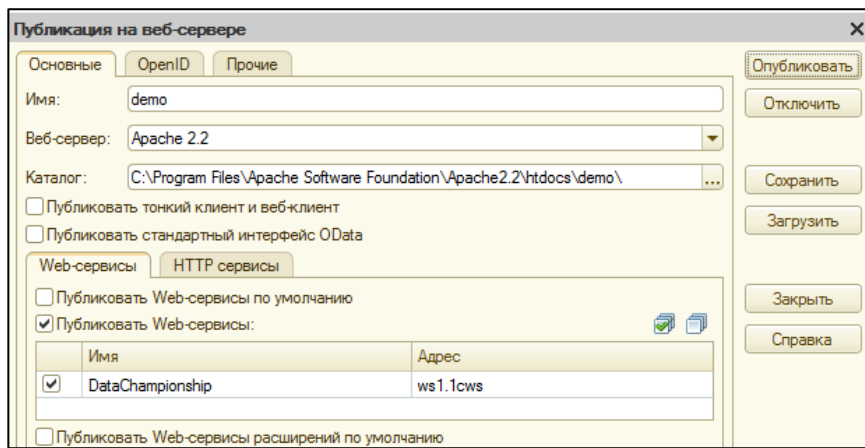 Публикация на веб-сервере
Основные OpenID Прочие
Опубликовать
Имя: demo
Отключить
Веб-сервер: Apache 2.2
Каталог: C:\Program Files\Apache Software Foundation\Apache2.2\htdocs\demo\ ...
Сохранить
Публиковать тонкий клиент и веб-клиент
Загрузить
Публиковать стандартный интерфейс OData
Web-сервисы HTTP сервисы
Публиковать Web-сервисы по умолчанию
Закрыть
Публиковать Web-сервисы:
Справка
Имя Адрес
DataChampionship ws1.1cws
Публиковать Web-сервисы расширений по умолчанию